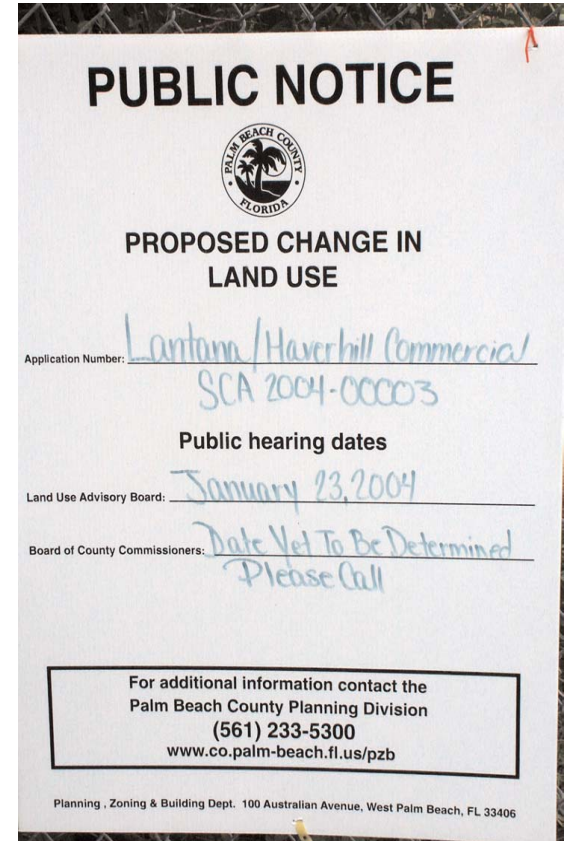 PUBLIC NOTICE
PALM BEACH COUNTY
FLORIDA
PROPOSED CHANGE IN
LAND USE
Application Number: Lantana/Haverhill Commercial
SCA 2004-00003
Public hearing dates
Land Use Advisory Board: January 23, 2004
Board of County Commissioners: Date Yet To Be Determined
Please Call
For additional information contact the
Palm Beach County Planning Division
(561) 233-5300
www.co.palm-beach.fl.us/pzb
Planning , Zoning & Building Dept. 100 Australian Avenue, West Palm Beach, FL 33406